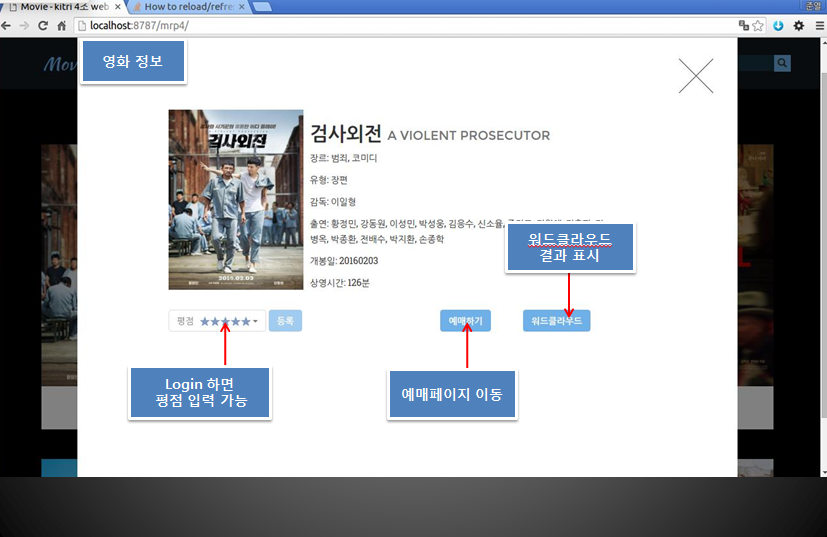 Movie - kitri 4소 web
How to reload/refre
준열
localhost:8787/mrp4/
Mov
영화 정보
검사외전
2016.02.03
검사외전 A VIOLENT PROSECUTOR
장르: 범죄, 코미디
유형: 장편
감독: 이일형
출연: 황정민, 강동원, 이성민, 박성웅, 김응수, 신소율,
병옥, 박종환, 전배수, 박지환, 손종학
개봉일: 20160203
상영시간: 126분
워드클라우드
결과 표시
평점 ★★★★★
등록
예매하기
워드클라우드
Login 하면
평점 입력 가능
예매페이지 이동